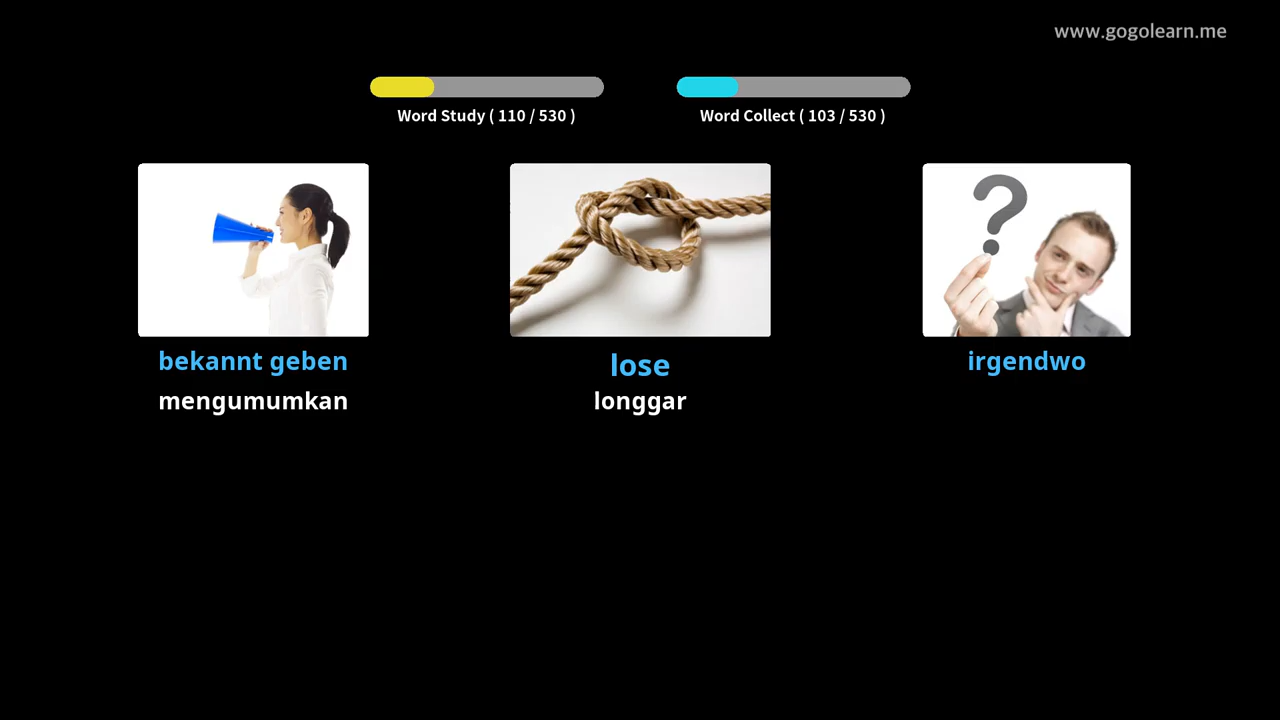 www.gogolearn.me
Word Study ( 110 / 530 )
Word Collect ( 103 / 530 )
bekannt geben
mengumumkan
lose
longgar
irgendwo